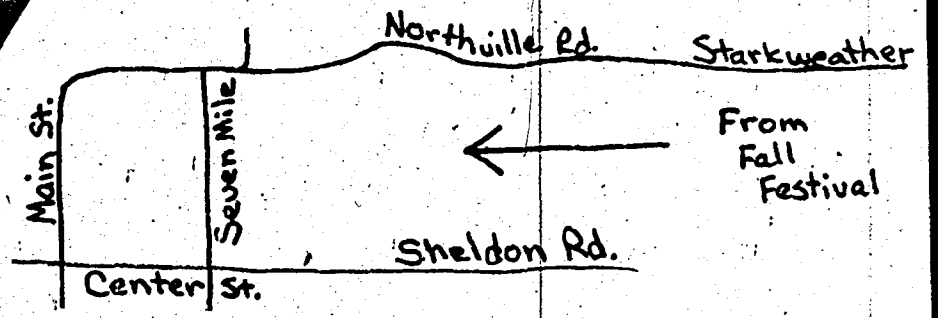 Northville Rd.
Starkweather
Main St.
Seven Mile
From
Fall
Festival
Sheldon Rd.
Center St.